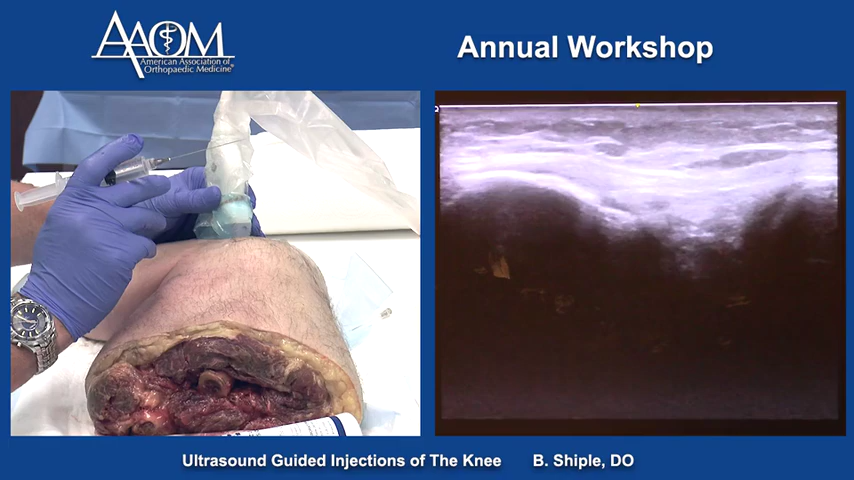 AAOM
American Association of
Orthopaedic Medicine®
Annual Workshop
Ultrasound Guided Injections of The Knee B. Shiple, DO